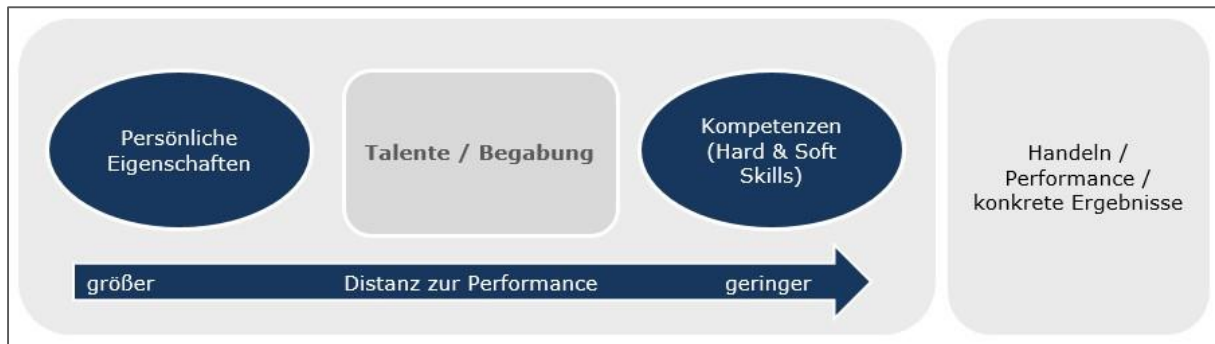 Persönliche
Eigenschaften
Talente / Begabung
Kompetenzen
(Hard & Soft
Skills)
Handeln /
Performance /
konkrete Ergebnisse
größer Distanz zur Performance geringer